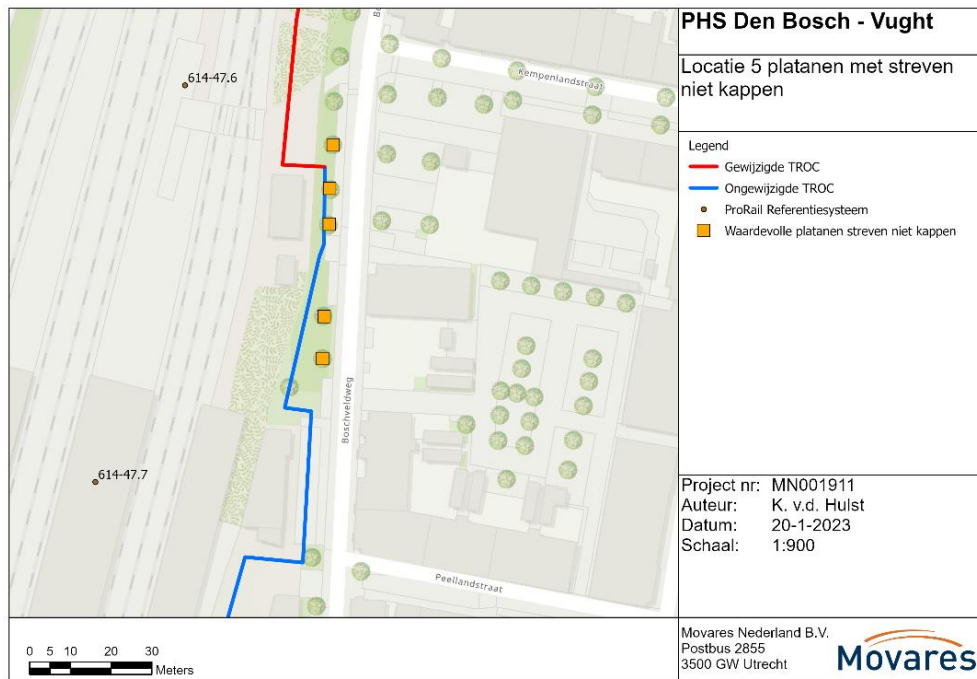 PHS Den Bosch - Vught
Locatie 5 platanen met streven
niet kappen
Legend
Gewijzigde TROC
Ongewijzigde TROC
ProRail Referentiesysteem
Waardevolle platanen streven niet kappen
614-47.6
Kempenlandstraat
Boschveldweg
614-47.7
Peellandstraat
Project nr: MN001911
Auteur: K. v.d. Hulst
Datum: 20-1-2023
Schaal: 1:900
0 5 10 20 30
Meters
Movares Nederland B.V.
Postbus 2855
3500 GW Utrecht
Movares